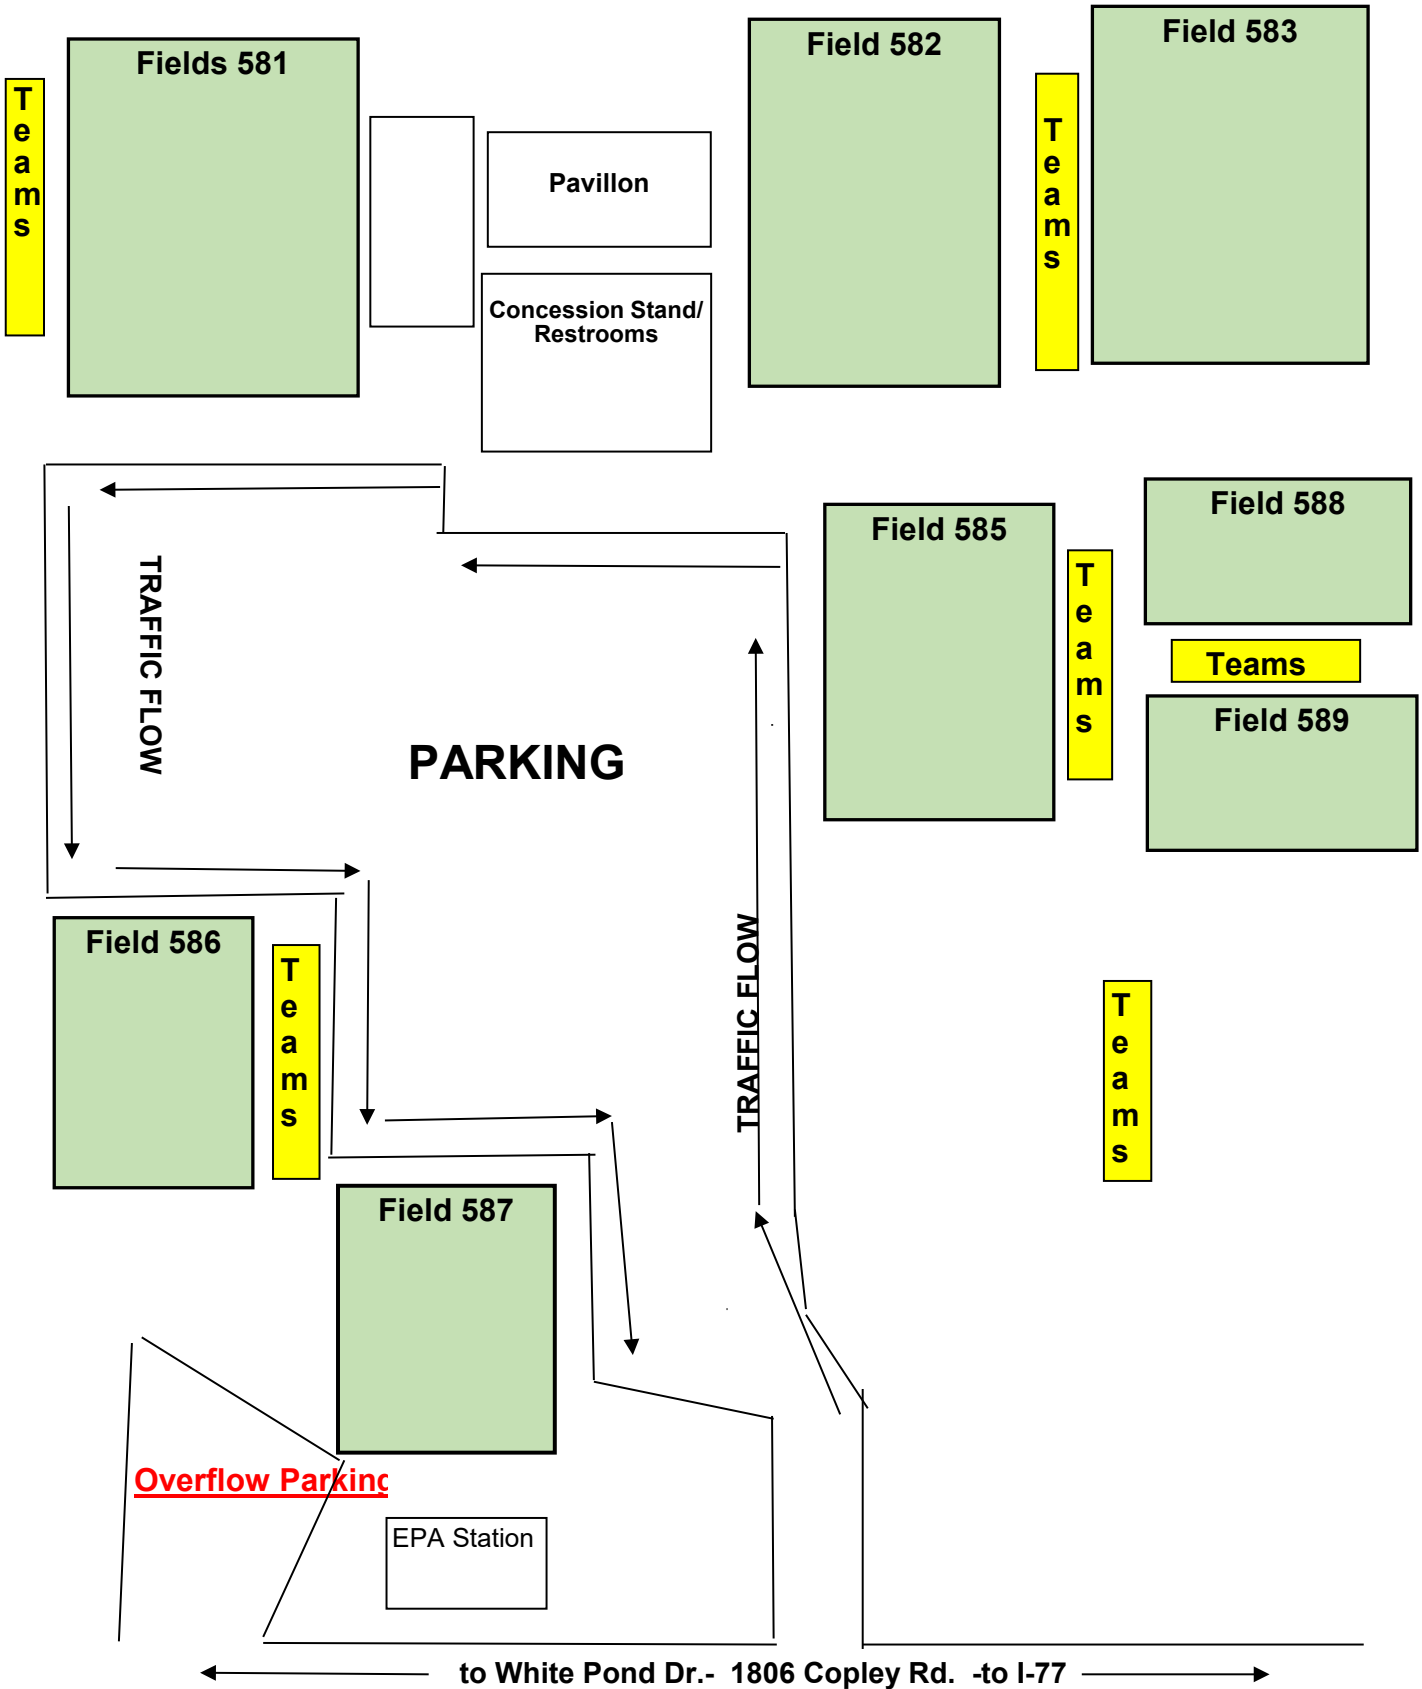 Fields 581
Field 582
Field 583
Teams
Pavillon
Teams
Concession Stand/
Restrooms
Field 585
Field 588
Teams
Teams
Field 589
TRAFFIC FLOW
PARKING
TRAFFIC FLOW
Field 586
Teams
Teams
Field 587
Overflow Parking
EPA Station
to White Pond Dr.- 1806 Copley Rd. -to I-77